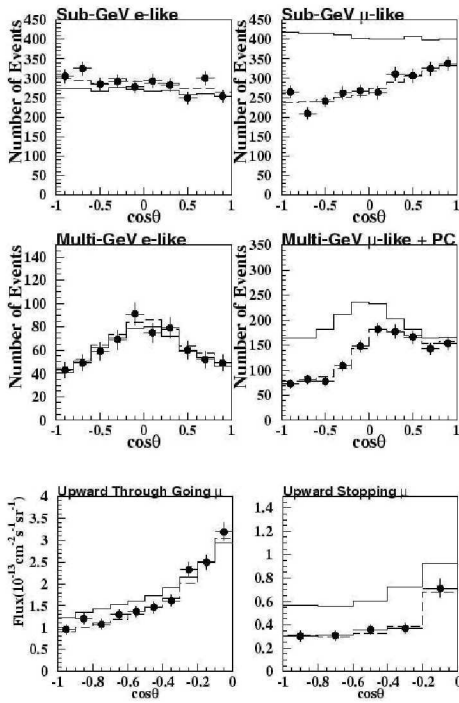 Sub-GeV e-like
Number of Events
450
400
350
300
250
200
150
100
50
0
-1 -0.5 0 0.5 1
cosθ
Sub-GeV μ-like
Number of Events
450
400
350
300
250
200
150
100
50
0
-1 -0.5 0 0.5 1
cosθ
Multi-GeV e-like
Number of Events
140
120
100
80
60
40
20
0
-1 -0.5 0 0.5 1
cosθ
Multi-GeV μ-like + PC
Number of Events
350
300
250
200
150
100
50
0
-1 -0.5 0 0.5 1
cosθ
Upward Through Going μ
Flux(10⁻¹³cm⁻²s⁻¹sr⁻¹)
4
3.5
3
2.5
2
1.5
1
0.5
0
-1 -0.8 -0.6 -0.4 -0.2 0
cosθ
Upward Stopping μ
1.4
1.2
1
0.8
0.6
0.4
0.2
0
-1 -0.8 -0.6 -0.4 -0.2 0
cosθ